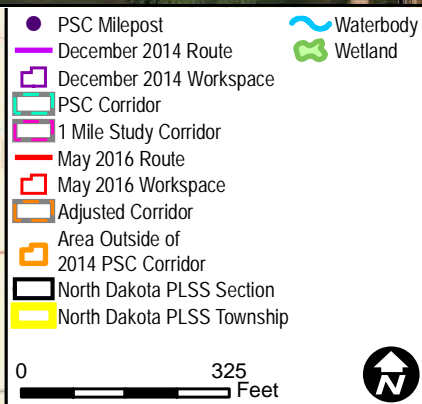 PSC Milepost
December 2014 Route
December 2014 Workspace
PSC Corridor
1 Mile Study Corridor
May 2016 Route
May 2016 Workspace
Adjusted Corridor
Area Outside of
2014 PSC Corridor
North Dakota PLSS Section
North Dakota PLSS Township
Waterbody
Wetland
0 325
Feet
N